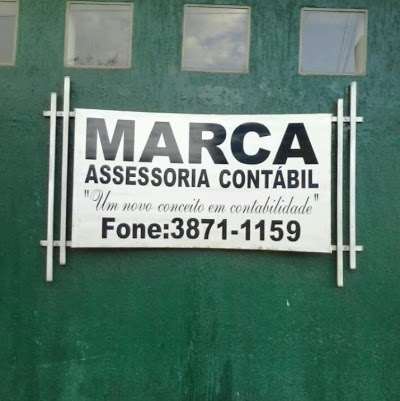 MARCA
ASSESSORIA CONTÁBIL
"Um novo conceito em contabilidade"
Fone:3871-1159